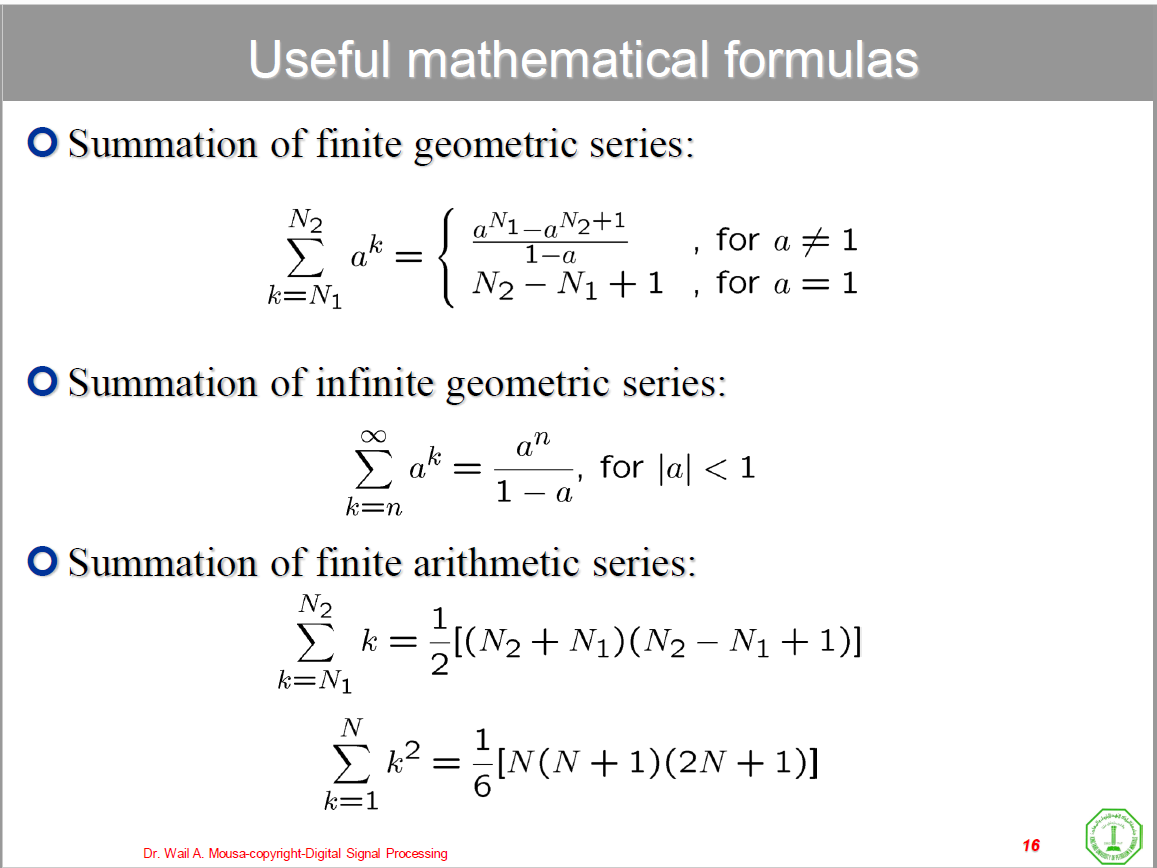 Useful mathematical formulas
Summation of finite geometric series:
\sum_{k=N_1}^{N_2} a^k = \begin{cases} \frac{a^{N_1}-a^{N_2+1}}{1-a} & , \text{ for } a \neq 1 \\ N_2 - N_1 + 1 & , \text{ for } a = 1 \end{cases}
Summation of infinite geometric series:
\sum_{k=n}^{\infty} a^k = \frac{a^n}{1-a}, \text{ for } |a| < 1
Summation of finite arithmetic series:
\sum_{k=N_1}^{N_2} k = \frac{1}{2}[(N_2 + N_1)(N_2 - N_1 + 1)]
\sum_{k=1}^{N} k^2 = \frac{1}{6}[N(N + 1)(2N + 1)]
Dr. Wail A. Mousa-copyright-Digital Signal Processing
16